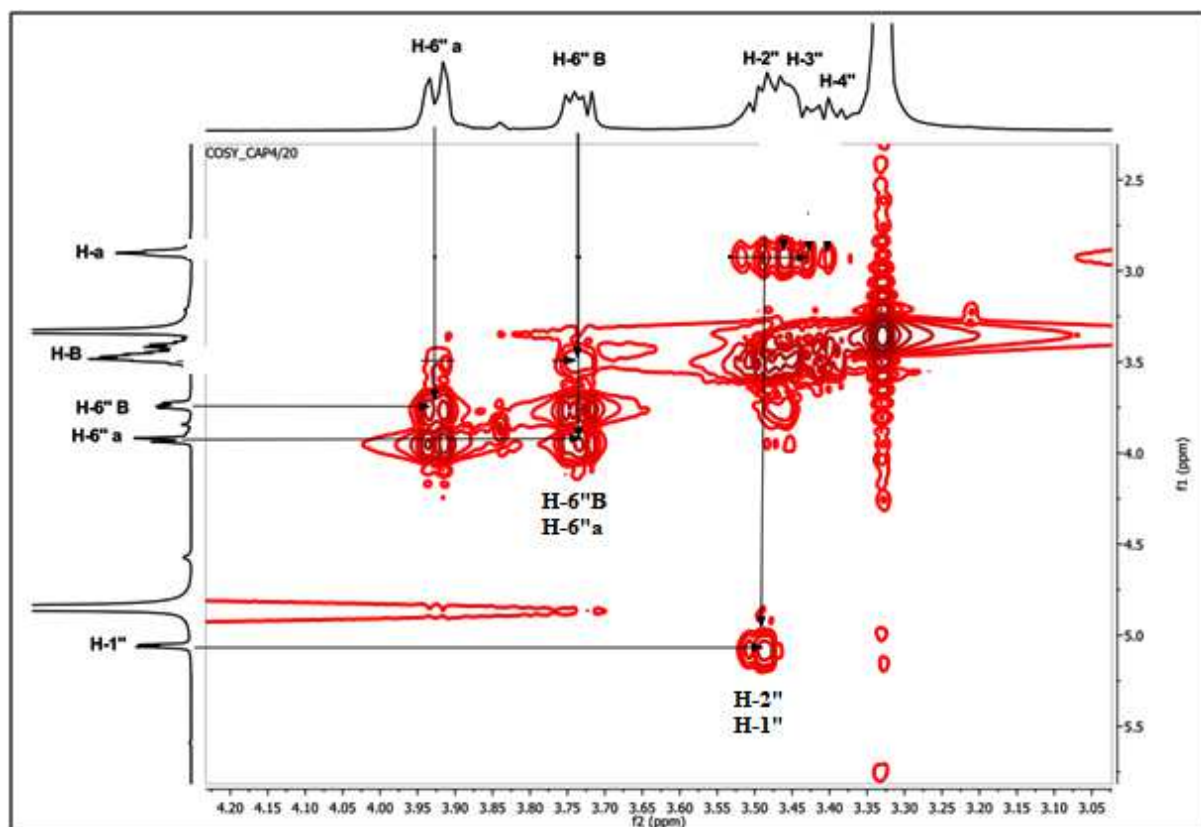 H-6" a
H-6" B
H-2" H-3"
H-4"
COSY_CAP4/20
H-a
H-B
H-6" B
H-6" a
H-1"
H-6"B
H-6"a
H-2"
H-1"
2.5
3.0
3.5
4.0
4.5
5.0
5.5
f1 (ppm)
4.20 4.15 4.10 4.05 4.00 3.95 3.90 3.85 3.80 3.75 3.70 3.65 3.60 3.55 3.50 3.45 3.40 3.35 3.30 3.25 3.20 3.15 3.10 3.05
f2 (ppm)